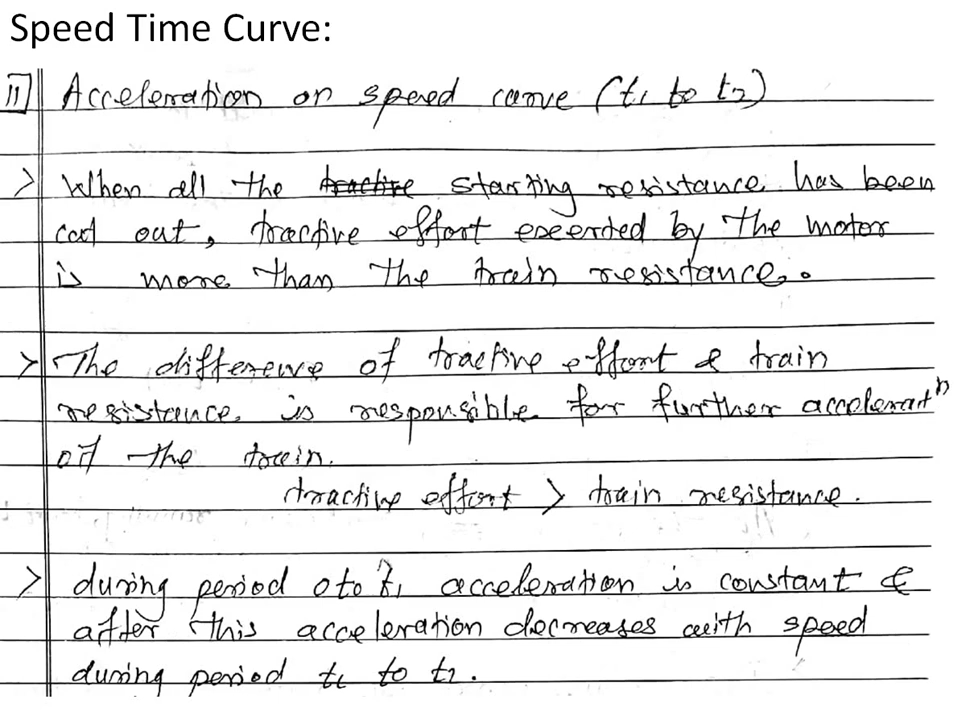 Speed Time Curve:
II] Acceleration on speed curve (t1 to t2)
> When all the tractive starting resistance has been
cut out, tractive effort exerted by the motor
is more than the train resistance.
> The difference of tractive effort & train
resistance is responsible for further acceleratn
of the train.
tractive effort > train resistance.
> during period 0 to t1 acceleration is constant &
after this acceleration decreases with speed
during period t1 to t2.